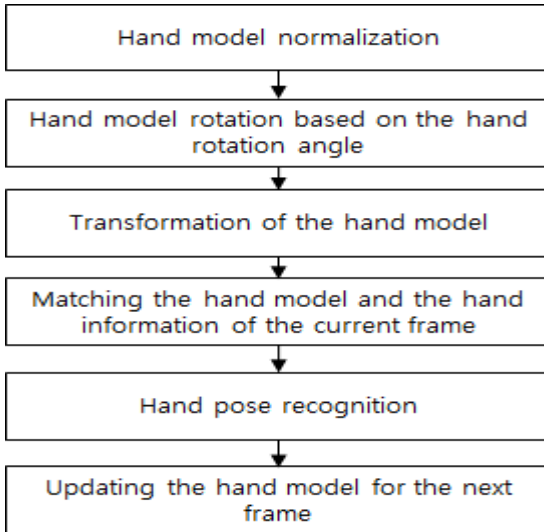 Hand model normalization
Hand model rotation based on the hand
rotation angle
Transformation of the hand model
Matching the hand model and the hand
information of the current frame
Hand pose recognition
Updating the hand model for the next
frame